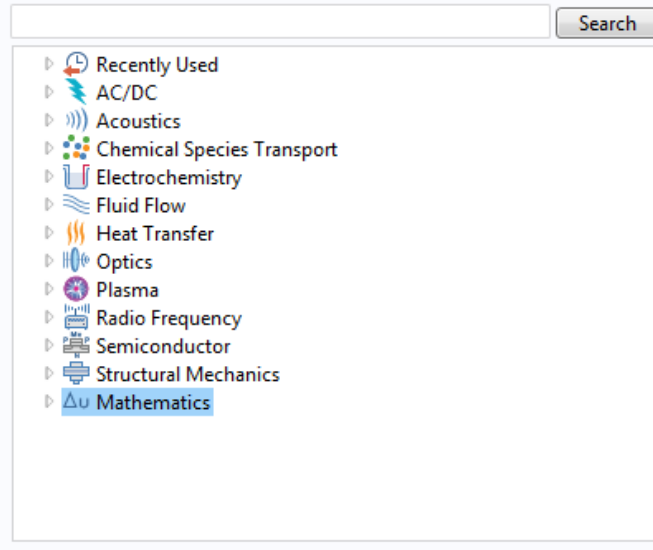 Search
Recently Used
AC/DC
Acoustics
Chemical Species Transport
Electrochemistry
Fluid Flow
Heat Transfer
Optics
Plasma
Radio Frequency
Semiconductor
Structural Mechanics
Δu Mathematics